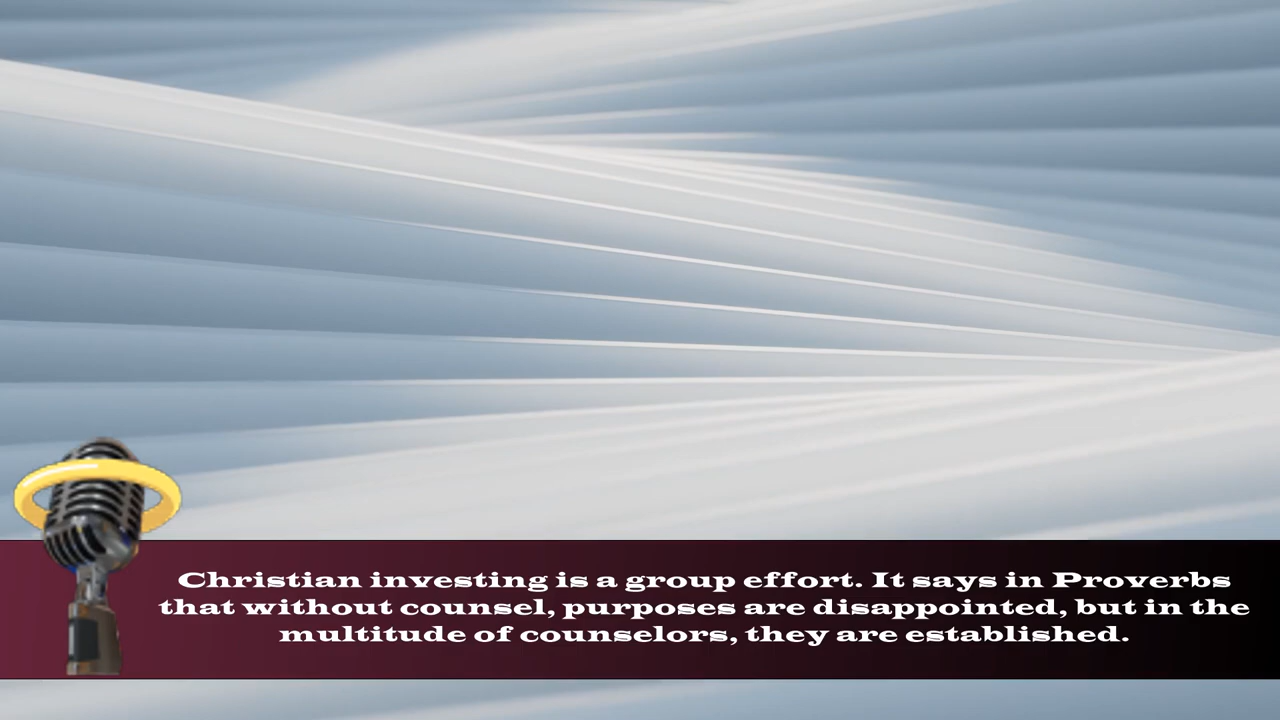 Christian investing is a group effort. It says in Proverbs
that without counsel, purposes are disappointed, but in the
multitude of counselors, they are established.